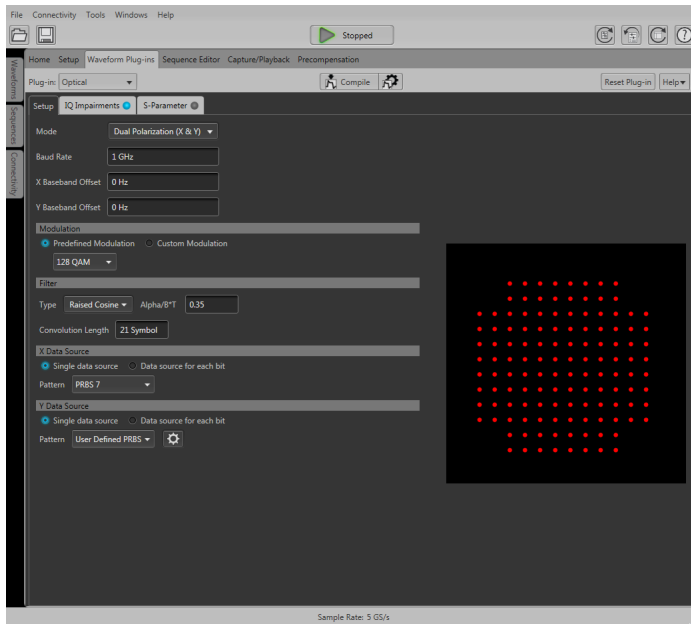 File Connectivity Tools Windows Help
Stopped
Home Setup Waveform Plug-ins Sequence Editor Capture/Playback Precompensation
Plug-in: Optical Compile Reset Plug-in Help
Setup IQ Impairments S-Parameter
Waveforms
Sequences
Connectivity
Mode Dual Polarization (X & Y)
Baud Rate 1 GHz
X Baseband Offset 0 Hz
Y Baseband Offset 0 Hz
Modulation
Predefined Modulation Custom Modulation
128 QAM
Filter
Type Raised Cosine Alpha/B*T 0.35
Convolution Length 21 Symbol
X Data Source
Single data source Data source for each bit
Pattern PRBS 7
Y Data Source
Single data source Data source for each bit
Pattern User Defined PRBS
Sample Rate: 5 GS/s